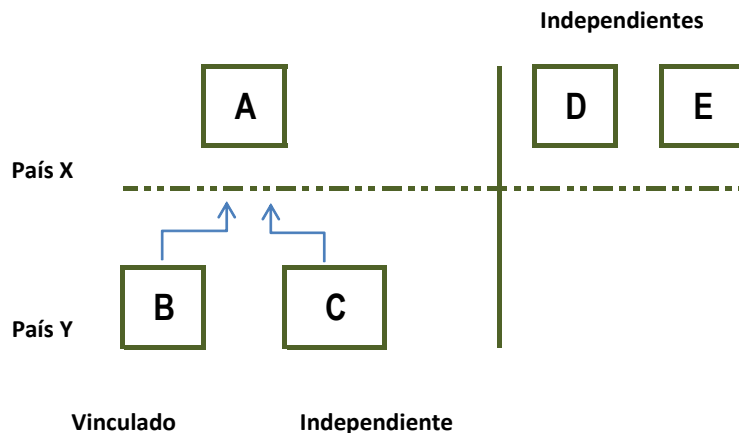 Independientes
A D E
País X
B C
País Y
Vinculado Independiente